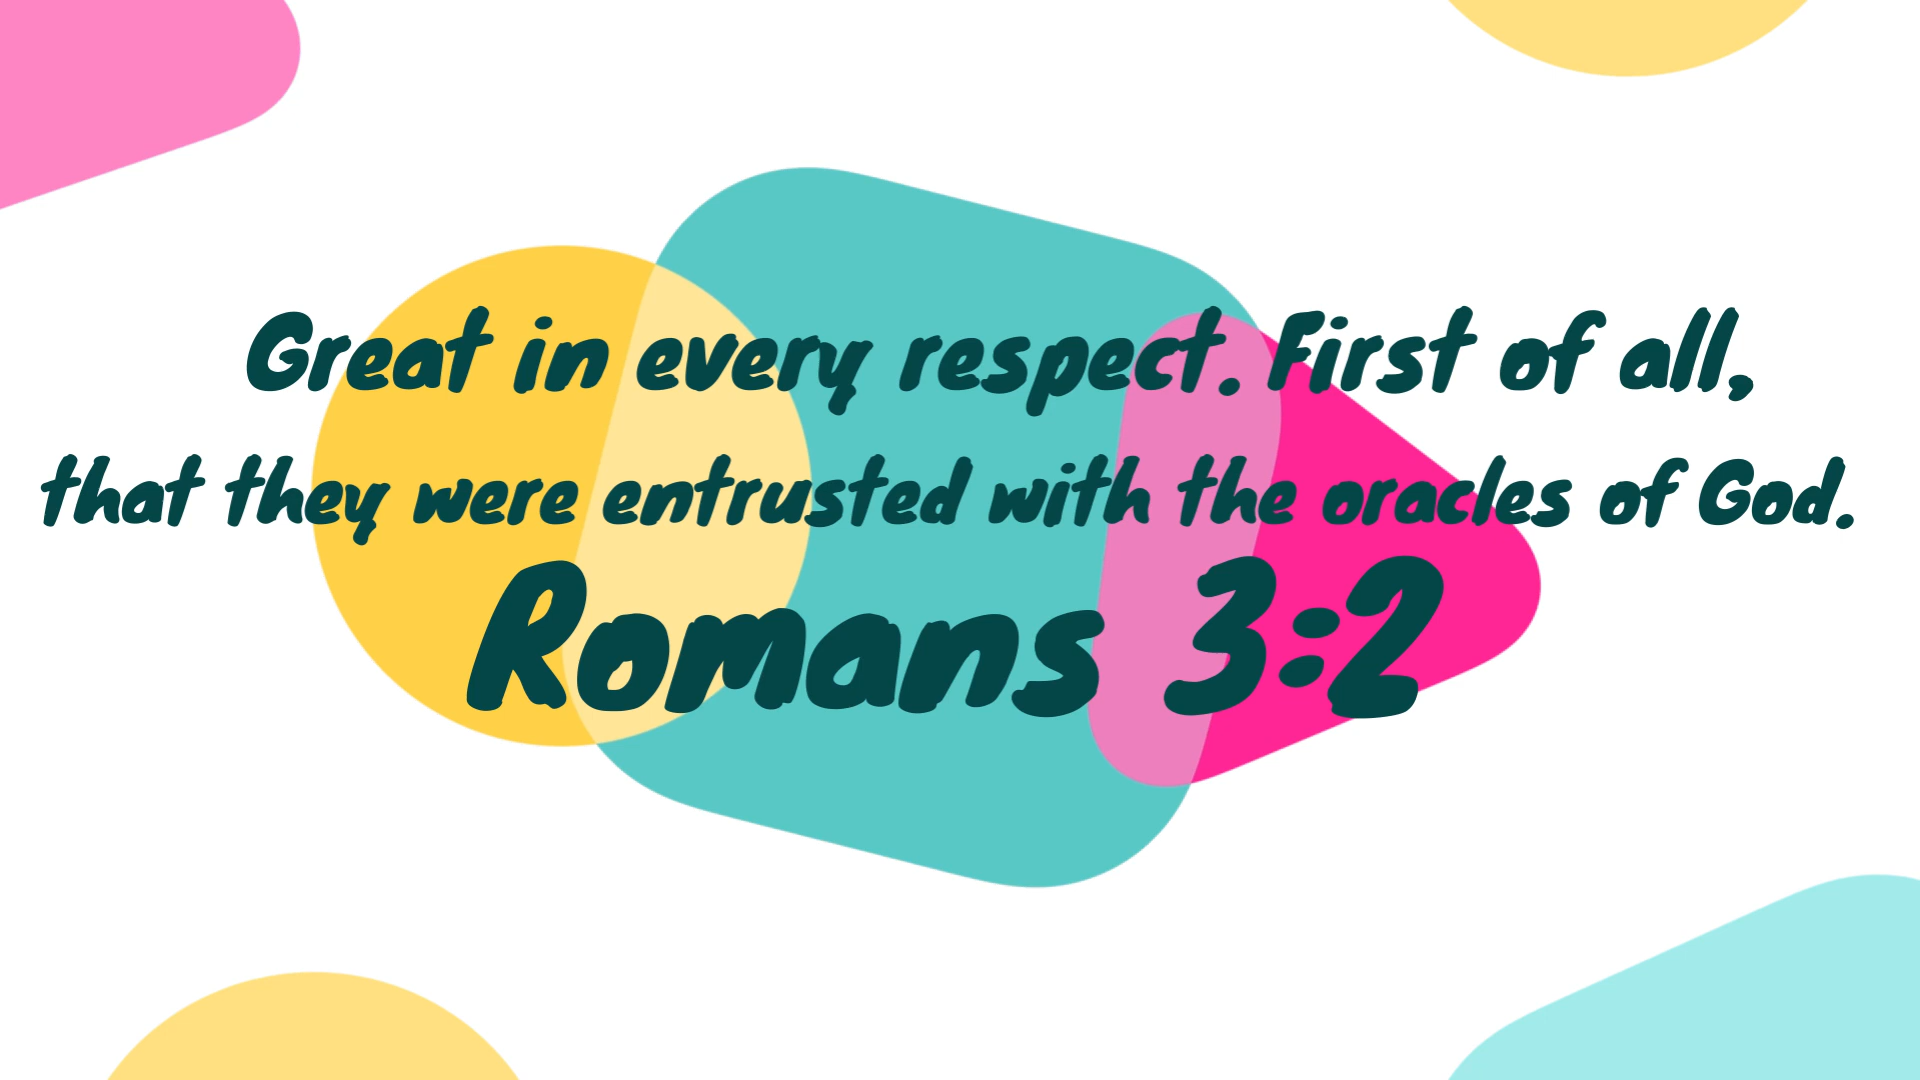 Great in every respect. First of all,
that they were entrusted with the oracles of God.
Romans 3:2